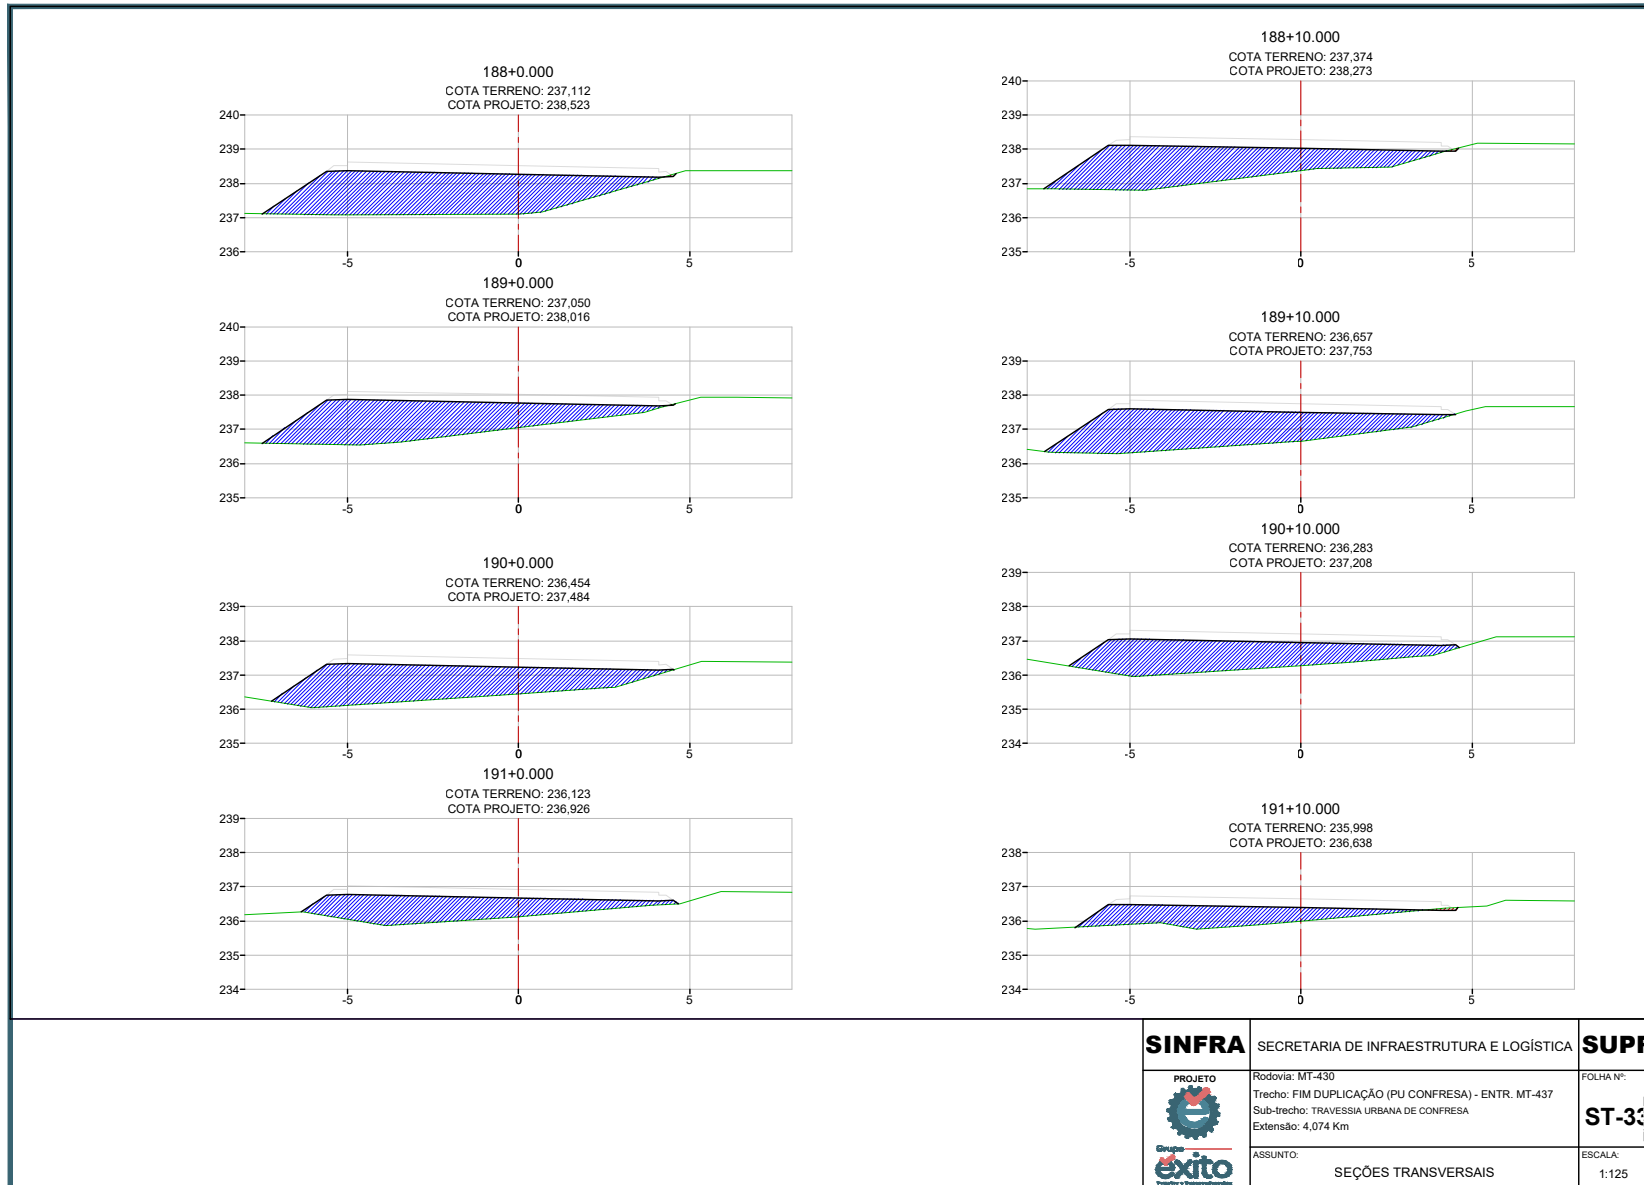 188+0.000
COTA TERRENO: 237,112
COTA PROJETO: 238,523
240
239
238
237
236
-5
0
5
188+10.000
COTA TERRENO: 237,374
COTA PROJETO: 238,273
240
239
238
237
236
235
-5
0
5
189+0.000
COTA TERRENO: 237,050
COTA PROJETO: 238,016
240
239
238
237
236
235
-5
0
5
189+10.000
COTA TERRENO: 236,657
COTA PROJETO: 237,753
239
238
237
236
235
-5
0
5
190+0.000
COTA TERRENO: 236,454
COTA PROJETO: 237,484
239
238
237
236
235
-5
0
5
190+10.000
COTA TERRENO: 236,283
COTA PROJETO: 237,208
239
238
237
236
235
234
-5
0
5
191+0.000
COTA TERRENO: 236,123
COTA PROJETO: 236,926
239
238
237
236
235
234
-5
0
5
191+10.000
COTA TERRENO: 235,998
COTA PROJETO: 236,638
238
237
236
235
234
-5
0
5
SINFRA
SECRETARIA DE INFRAESTRUTURA E LOGÍSTICA
PROJETO
Grupo
êxito
Rodovia: MT-430
Trecho: FIM DUPLICAÇÃO (PU CONFRESA) - ENTR. MT-437
Sub-trecho: TRAVESSIA URBANA DE CONFRESA
Extensão: 4,074 Km
FOLHA Nº:
ST-33
ASSUNTO:
SEÇÕES TRANSVERSAIS
ESCALA:
1:125